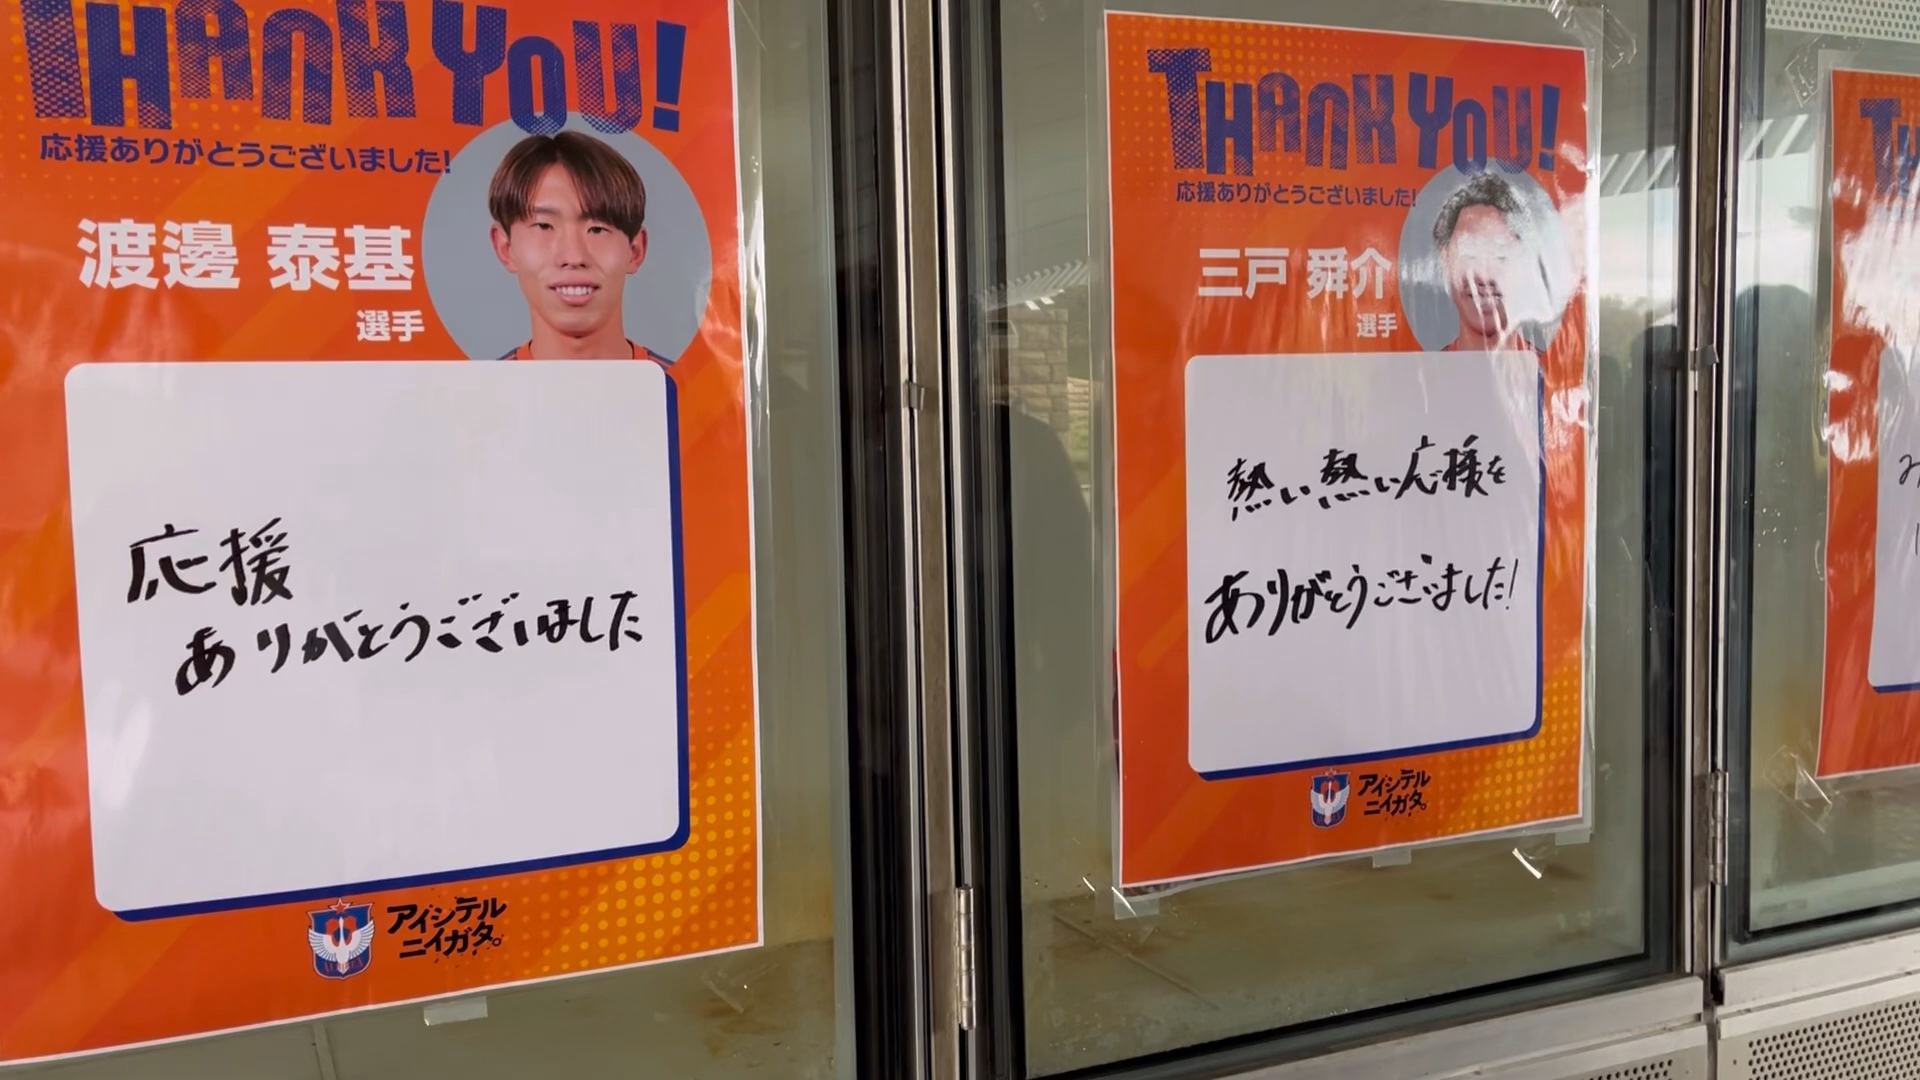 THANK YOU!
応援ありがとうございました!
渡邊 泰基
選手
応援
ありがとうございました
アイシテル
ニイガタ。
THANK YOU!
応援ありがとうございました!
三戸 舜介
選手
熱い熱い応援を
ありがとうございました!
アイシテル
ニイガタ。